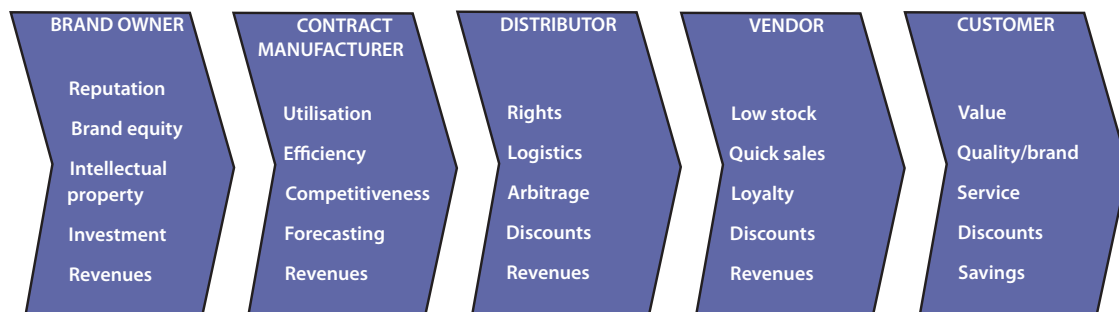 BRAND OWNER
Reputation
Brand equity
Intellectual
property
Investment
Revenues
CONTRACT
MANUFACTURER
Utilisation
Efficiency
Competitiveness
Forecasting
Revenues
DISTRIBUTOR
Rights
Logistics
Arbitrage
Discounts
Revenues
VENDOR
Low stock
Quick sales
Loyalty
Discounts
Revenues
CUSTOMER
Value
Quality/brand
Service
Discounts
Savings